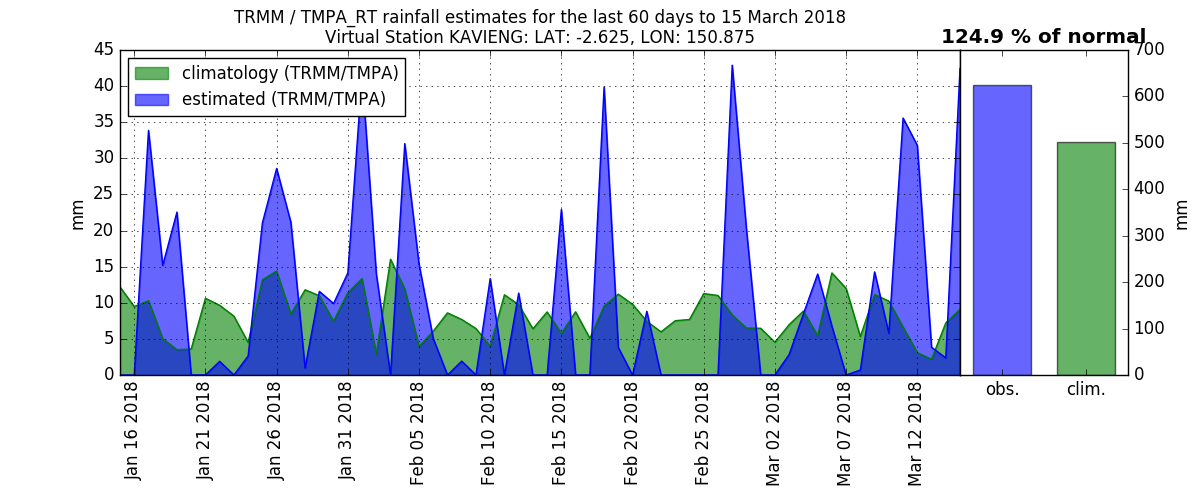 TRMM / TMPA_RT rainfall estimates for the last 60 days to 15 March 2018
Virtual Station KAVIENG: LAT: -2.625, LON: 150.875
124.9 % of normal
climatology (TRMM/TMPA)
estimated (TRMM/TMPA)
45
40
35
30
25
20
15
10
5
0
mm
Jan 16 2018
Jan 21 2018
Jan 26 2018
Jan 31 2018
Feb 05 2018
Feb 10 2018
Feb 15 2018
Feb 20 2018
Feb 25 2018
Mar 02 2018
Mar 07 2018
Mar 12 2018
obs.
clim.
700
600
500
400
300
200
100
0
mm